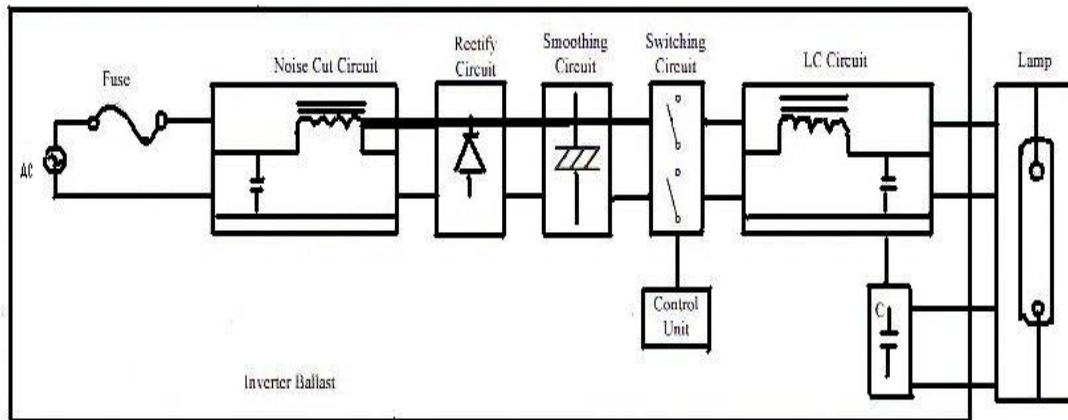 Fuse
Noise Cut Circuit
Rectify
Circuit
Smoothing
Circuit
Switching
Circuit
LC Circuit
Lamp
AC
C
Control
Unit
Inverter Ballast